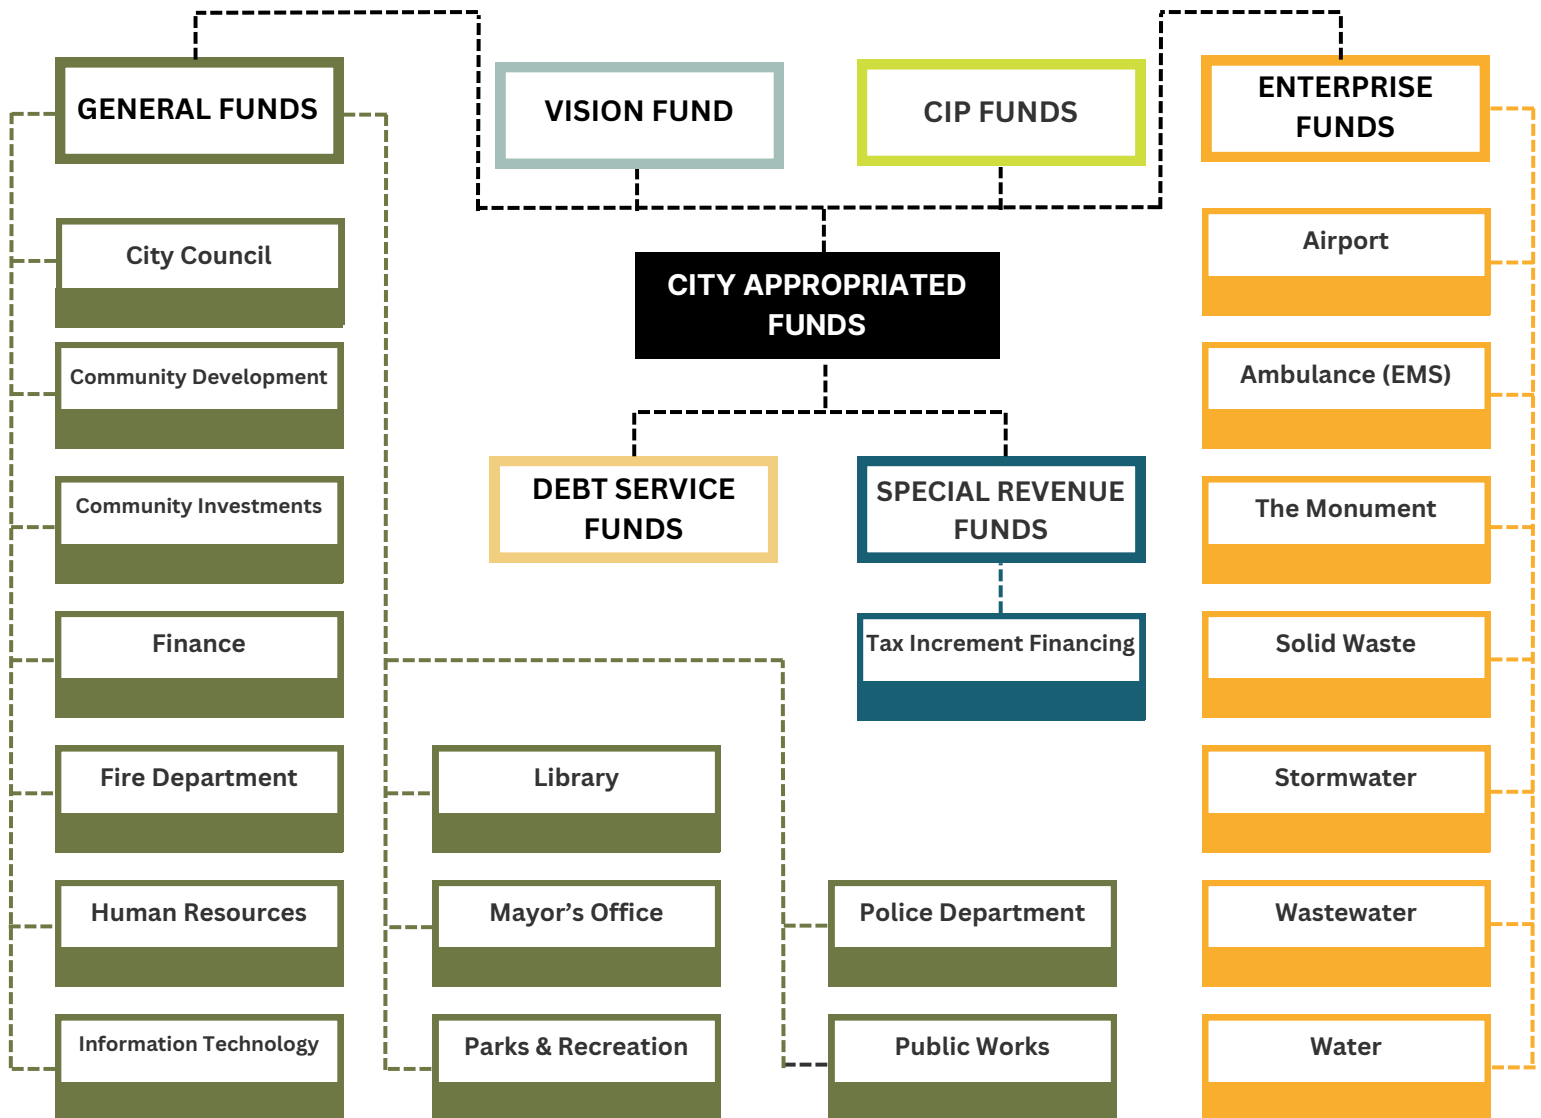 GENERAL FUNDS
VISION FUND
CIP FUNDS
ENTERPRISE
FUNDS
CITY APPROPRIATED
FUNDS
DEBT SERVICE
FUNDS
SPECIAL REVENUE
FUNDS
Tax Increment Financing
City Council
Community Development
Community Investments
Finance
Fire Department
Human Resources
Information Technology
Library
Mayor’s Office
Parks & Recreation
Police Department
Public Works
Airport
Ambulance (EMS)
The Monument
Solid Waste
Stormwater
Wastewater
Water